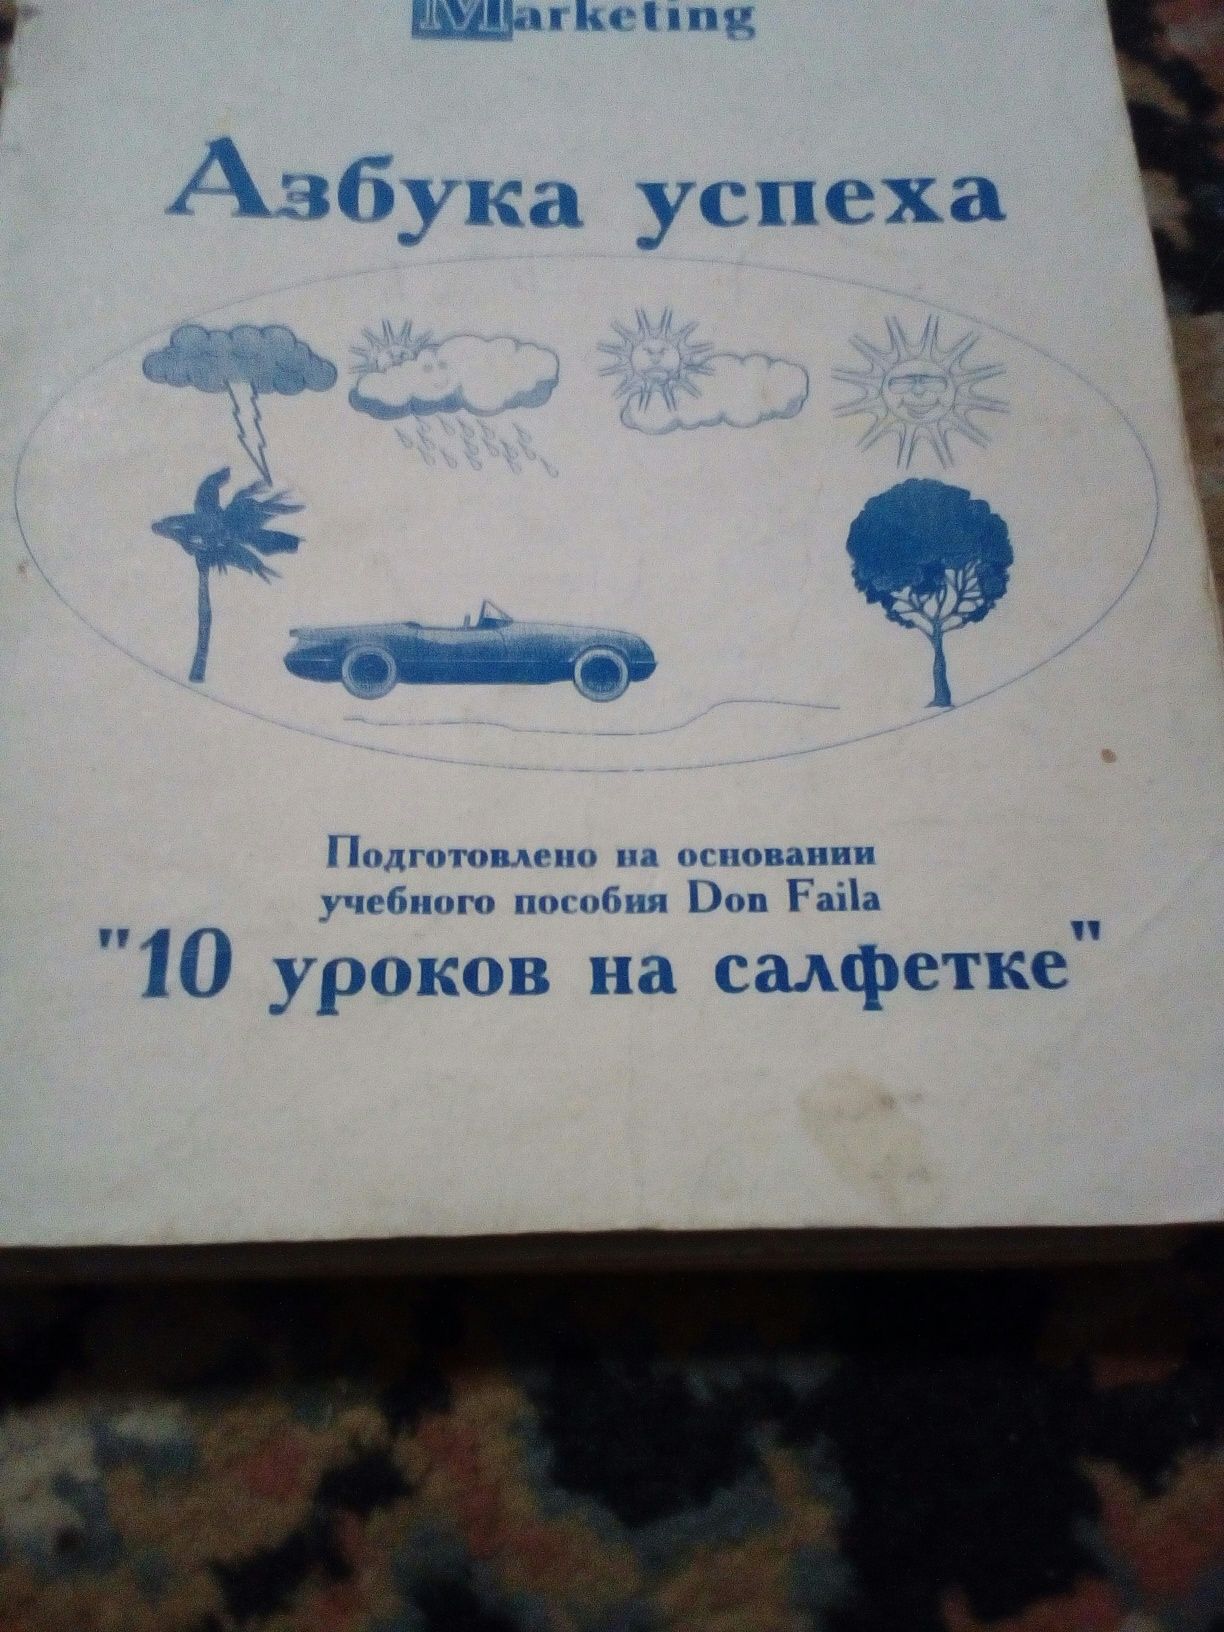 Marketing
Азбука успеха
Подготовлено на основании
учебного пособия Don Faila
"10 уроков на салфетке"